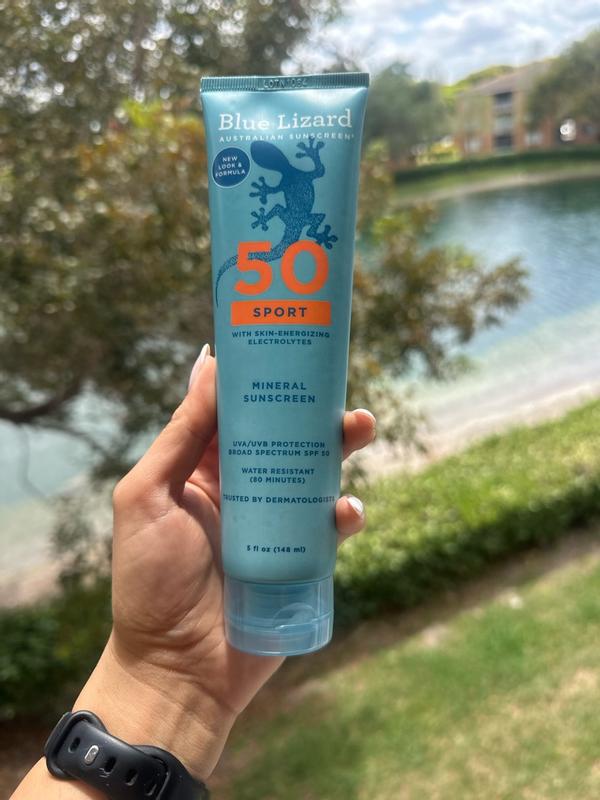 Blue Lizard
AUSTRALIAN SUNSCREEN®
NEW
LOOK &
FORMULA
50
SPORT
WITH SKIN-ENERGIZING
ELECTROLYTES
MINERAL
SUNSCREEN
UVA/UVB PROTECTION
BROAD SPECTRUM SPF 50
WATER RESISTANT
(80 MINUTES)
TRUSTED BY DERMATOLOGISTS
5 fl oz (148 ml)